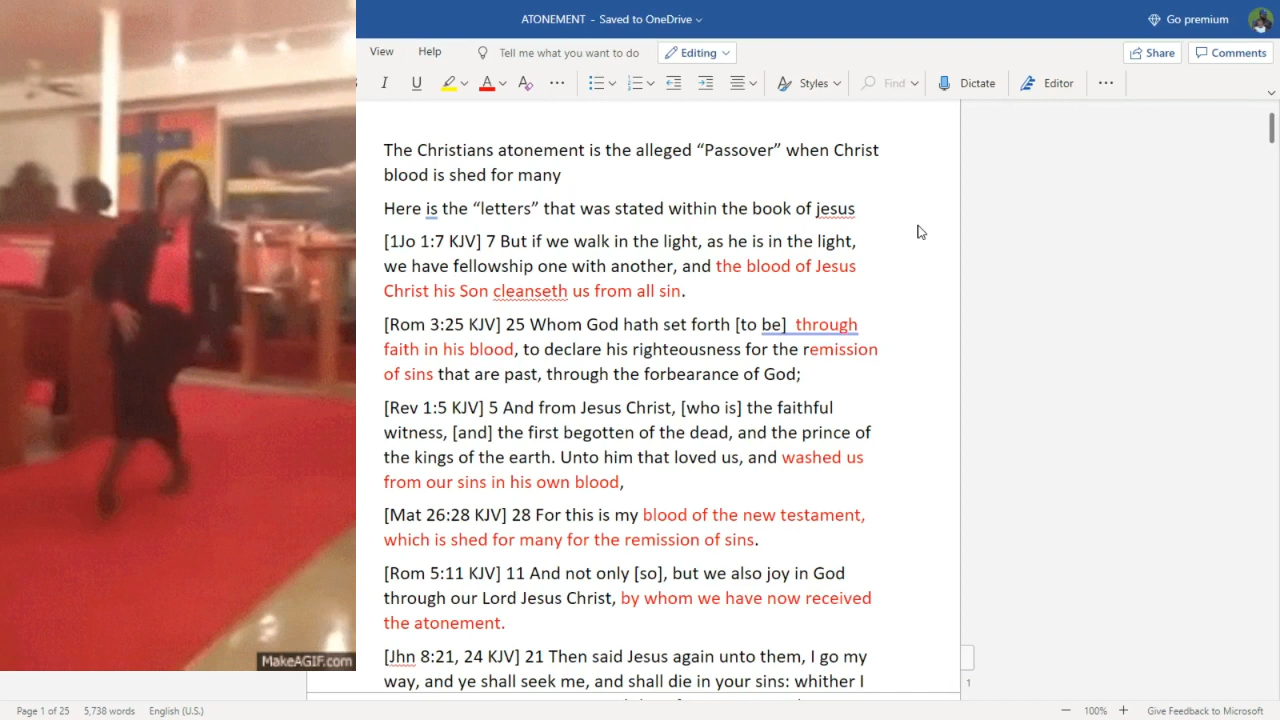 ATONEMENT - Saved to OneDrive
Go premium
View Help Tell me what you want to do Editing Share Comments
I U A A Styles Find Dictate Editor
The Christians atonement is the alleged “Passover” when Christ
blood is shed for many
Here is the “letters” that was stated within the book of jesus
[1Jo 1:7 KJV] 7 But if we walk in the light, as he is in the light,
we have fellowship one with another, and the blood of Jesus
Christ his Son cleanseth us from all sin.
[Rom 3:25 KJV] 25 Whom God hath set forth [to be] through
faith in his blood, to declare his righteousness for the remission
of sins that are past, through the forbearance of God;
[Rev 1:5 KJV] 5 And from Jesus Christ, [who is] the faithful
witness, [and] the first begotten of the dead, and the prince of
the kings of the earth. Unto him that loved us, and washed us
from our sins in his own blood,
[Mat 26:28 KJV] 28 For this is my blood of the new testament,
which is shed for many for the remission of sins.
[Rom 5:11 KJV] 11 And not only [so], but we also joy in God
through our Lord Jesus Christ, by whom we have now received
the atonement.
[Jhn 8:21, 24 KJV] 21 Then said Jesus again unto them, I go my
way, and ye shall seek me, and shall die in your sins: whither I
MakeAGIF.com
1
Page 1 of 25 5,738 words English (U.S.) 100% Give Feedback to Microsoft